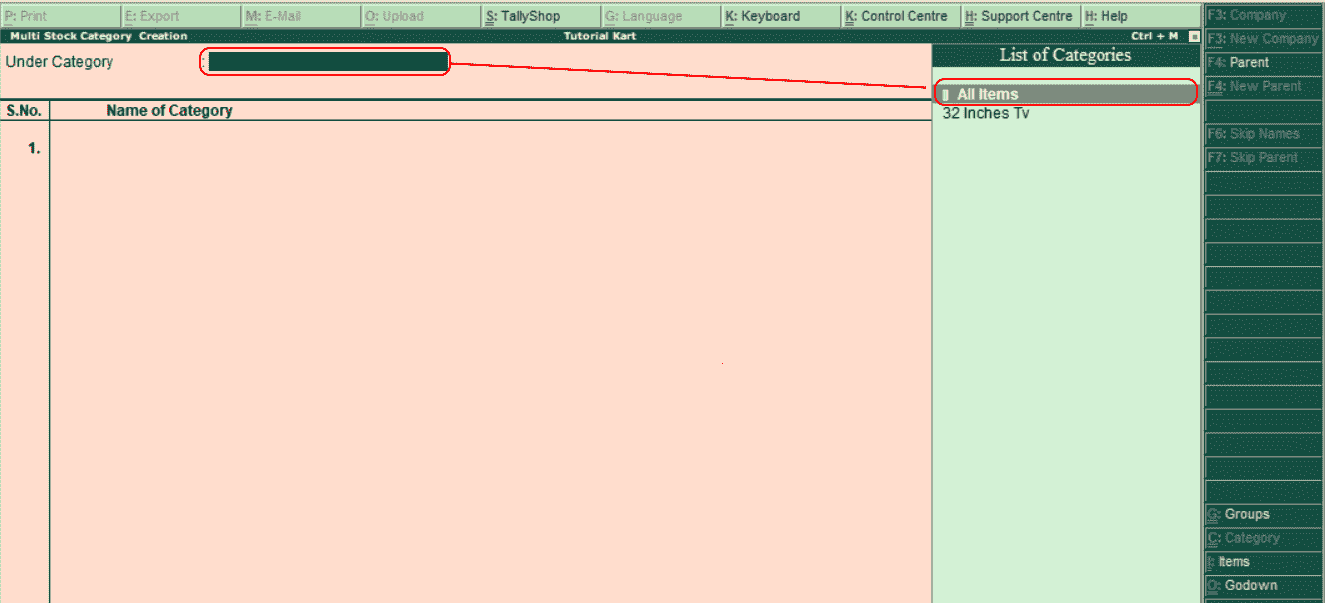 P: Print E: Export M: E-Mail O: Upload S: TallyShop G: Language K: Keyboard K: Control Centre H: Support Centre H: Help
Multi Stock Category Creation Tutorial Kart Ctrl + M
Under Category :
List of Categories
All Items
32 Inches Tv
S.No. Name of Category
1.
F3: Company
F3: New Company
F4: Parent
F4: New Parent
F6: Skip Names
F7: Skip Parent
G: Groups
C: Category
I: Items
O: Godown